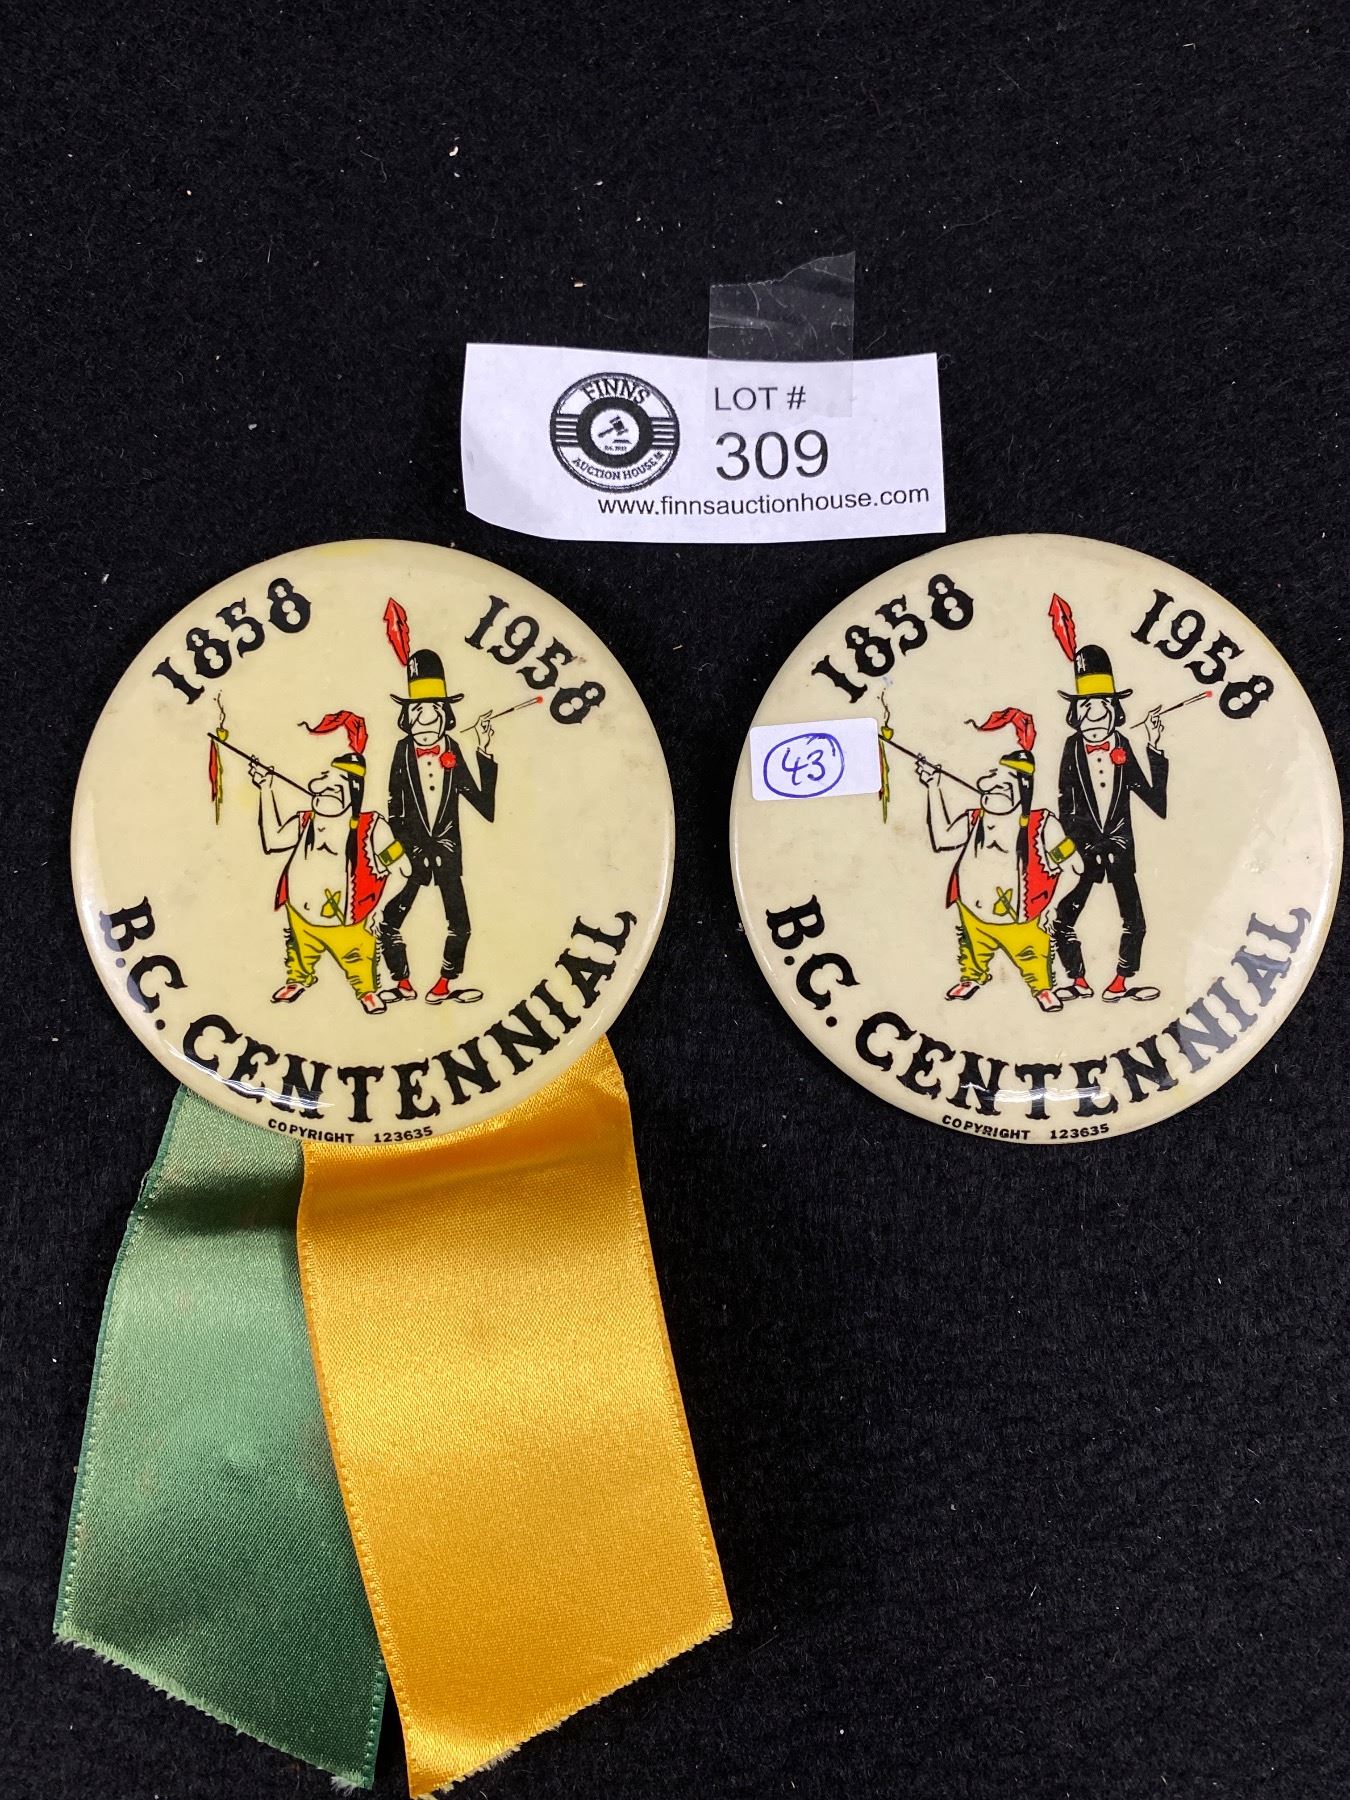 FINNS
AUCTION HOUSE
LOT #
309
www.finnsauctionhouse.com
1858 1958
B.C. CENTENNIAL
COPYRIGHT 123635
1858 1958
43
B.C. CENTENNIAL
COPYRIGHT 123635